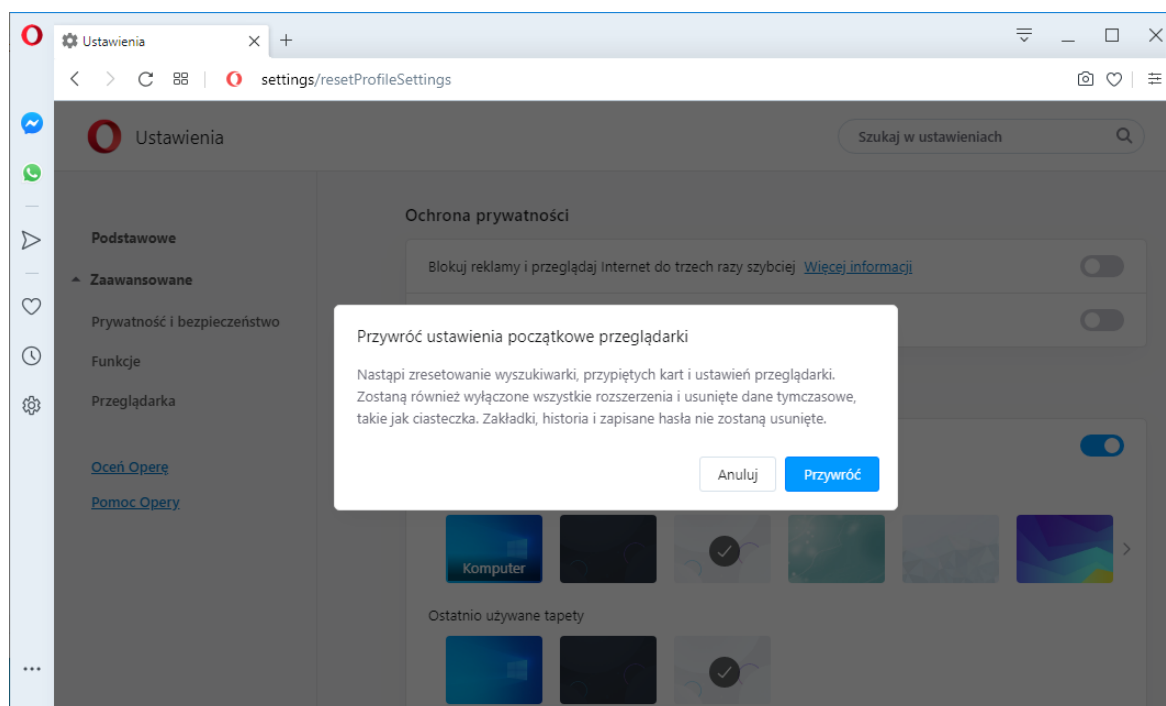 Ustawienia
settings/resetProfileSettings
Ustawienia
Szukaj w ustawieniach
Podstawowe
Zaawansowane
Prywatność i bezpieczeństwo
Funkcje
Przeglądarka
Oceń Operę
Pomoc Opery
Ochrona prywatności
Blokuj reklamy i przeglądaj Internet do trzech razy szybciej Więcej informacji
Przywróć ustawienia początkowe przeglądarki
Nastąpi zresetowanie wyszukiwarki, przypiętych kart i ustawień przeglądarki.
Zostaną również wyłączone wszystkie rozszerzenia i usunięte dane tymczasowe,
takie jak ciasteczka. Zakładki, historia i zapisane hasła nie zostaną usunięte.
Anuluj
Przywróć
Komputer
Ostatnio używane tapety